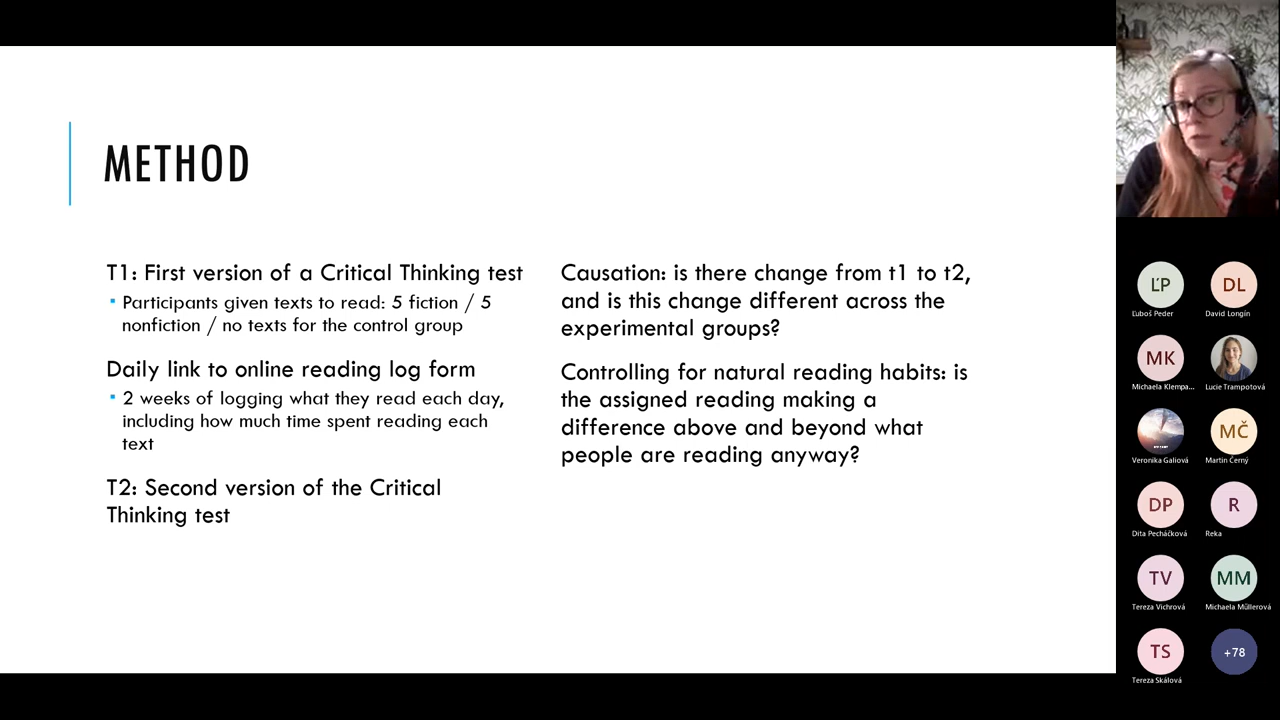 METHOD
T1: First version of a Critical Thinking test
Participants given texts to read: 5 fiction / 5
nonfiction / no texts for the control group
Daily link to online reading log form
2 weeks of logging what they read each day,
including how much time spent reading each
text
T2: Second version of the Critical
Thinking test
Causation: is there change from t1 to t2,
and is this change different across the
experimental groups?
Controlling for natural reading habits: is
the assigned reading making a
difference above and beyond what
people are reading anyway?
ĽP
DL
Ľuboš Peder
David Longin
MK
Michaela Klempa...
Lucie Trampotová
MČ
Veronika Galiová
Martin Černý
DP
R
Dita Pecháčková
Reka
TV
MM
Tereza Vichrová
Michaela Müllerová
TS
+78
Tereza Skálová